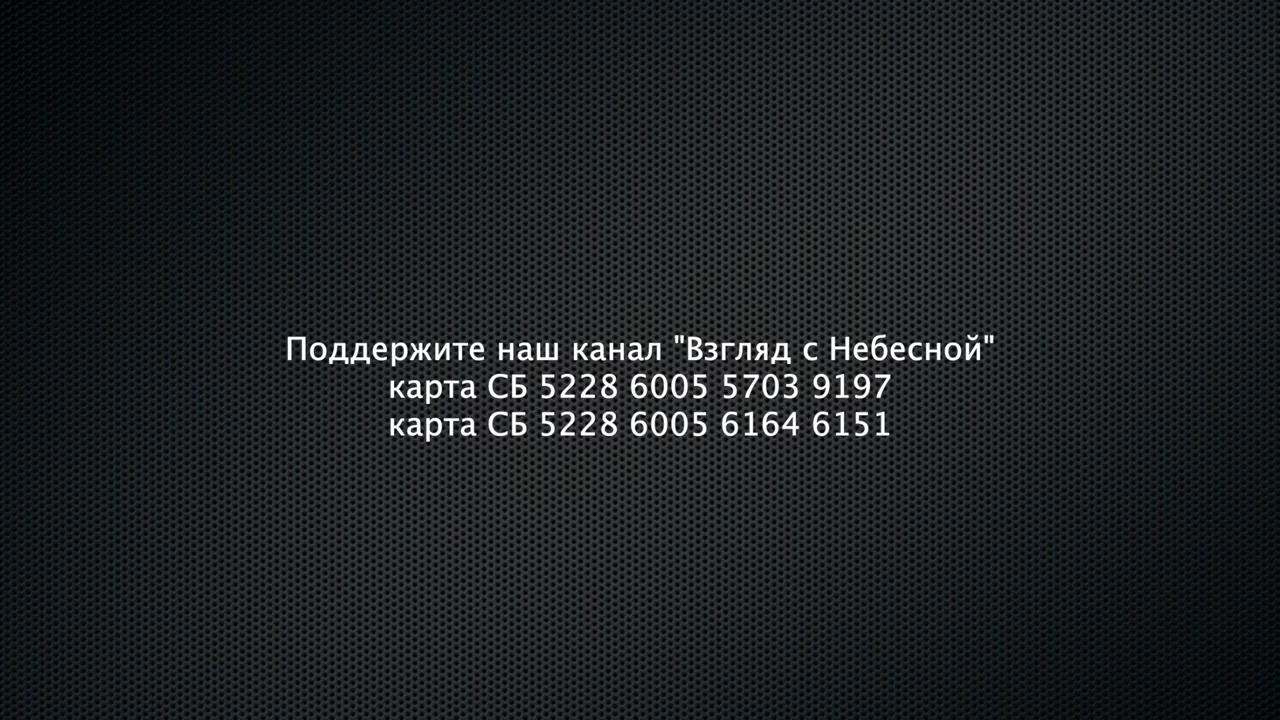 Поддержите наш канал "Взгляд с Небесной"
карта СБ 5228 6005 5703 9197
карта СБ 5228 6005 6164 6151